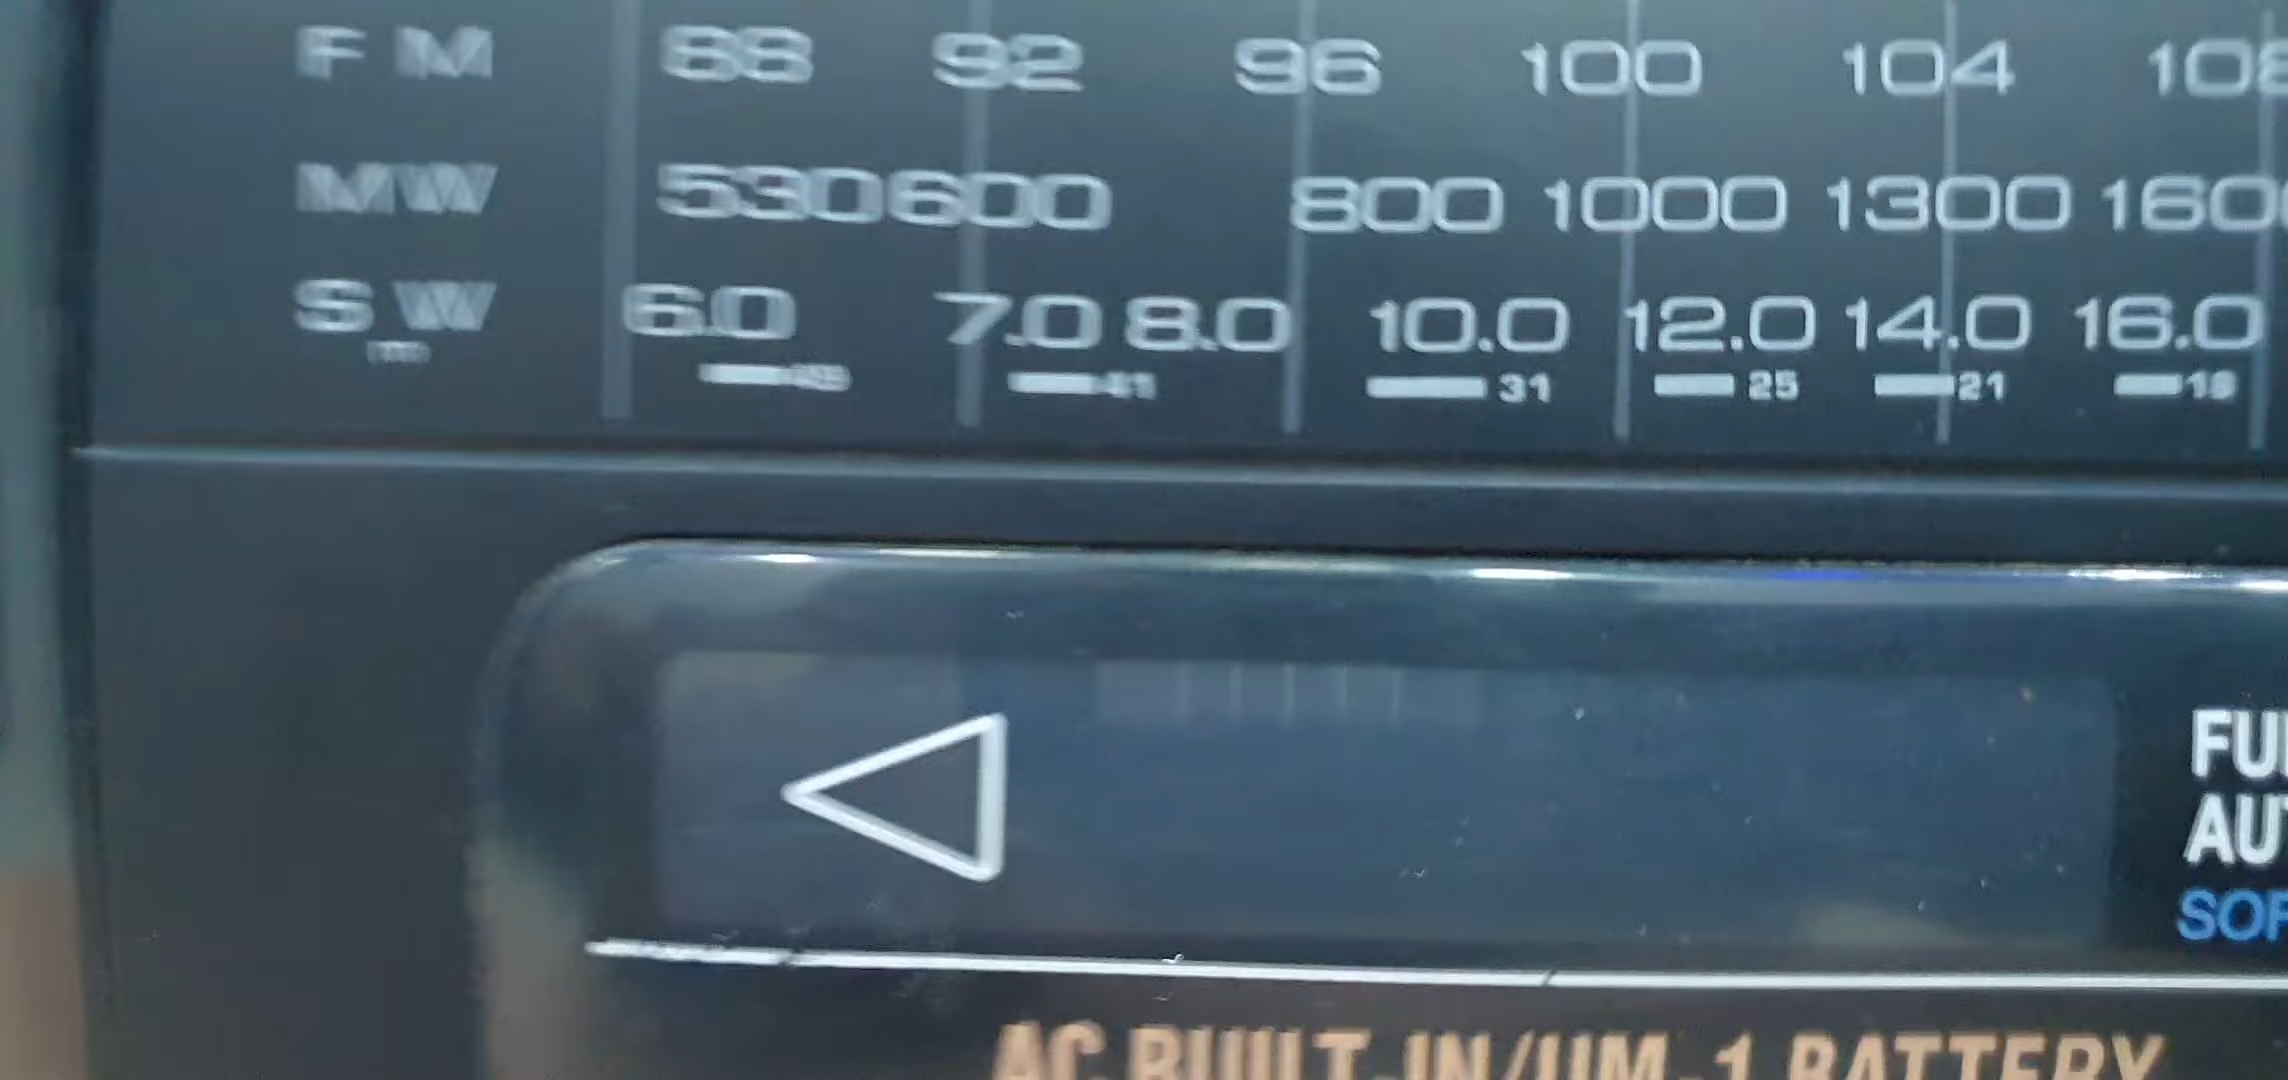 FM 88 92 96 100 104 108
MW 530 600 800 1000 1300 1600
SW 6.0 7.0 8.0 10.0 12.0 14.0 16.0
49 41 31 25 21 19
FU
AUT
SOF
AC BUILT-IN/UM-1 BATTERY